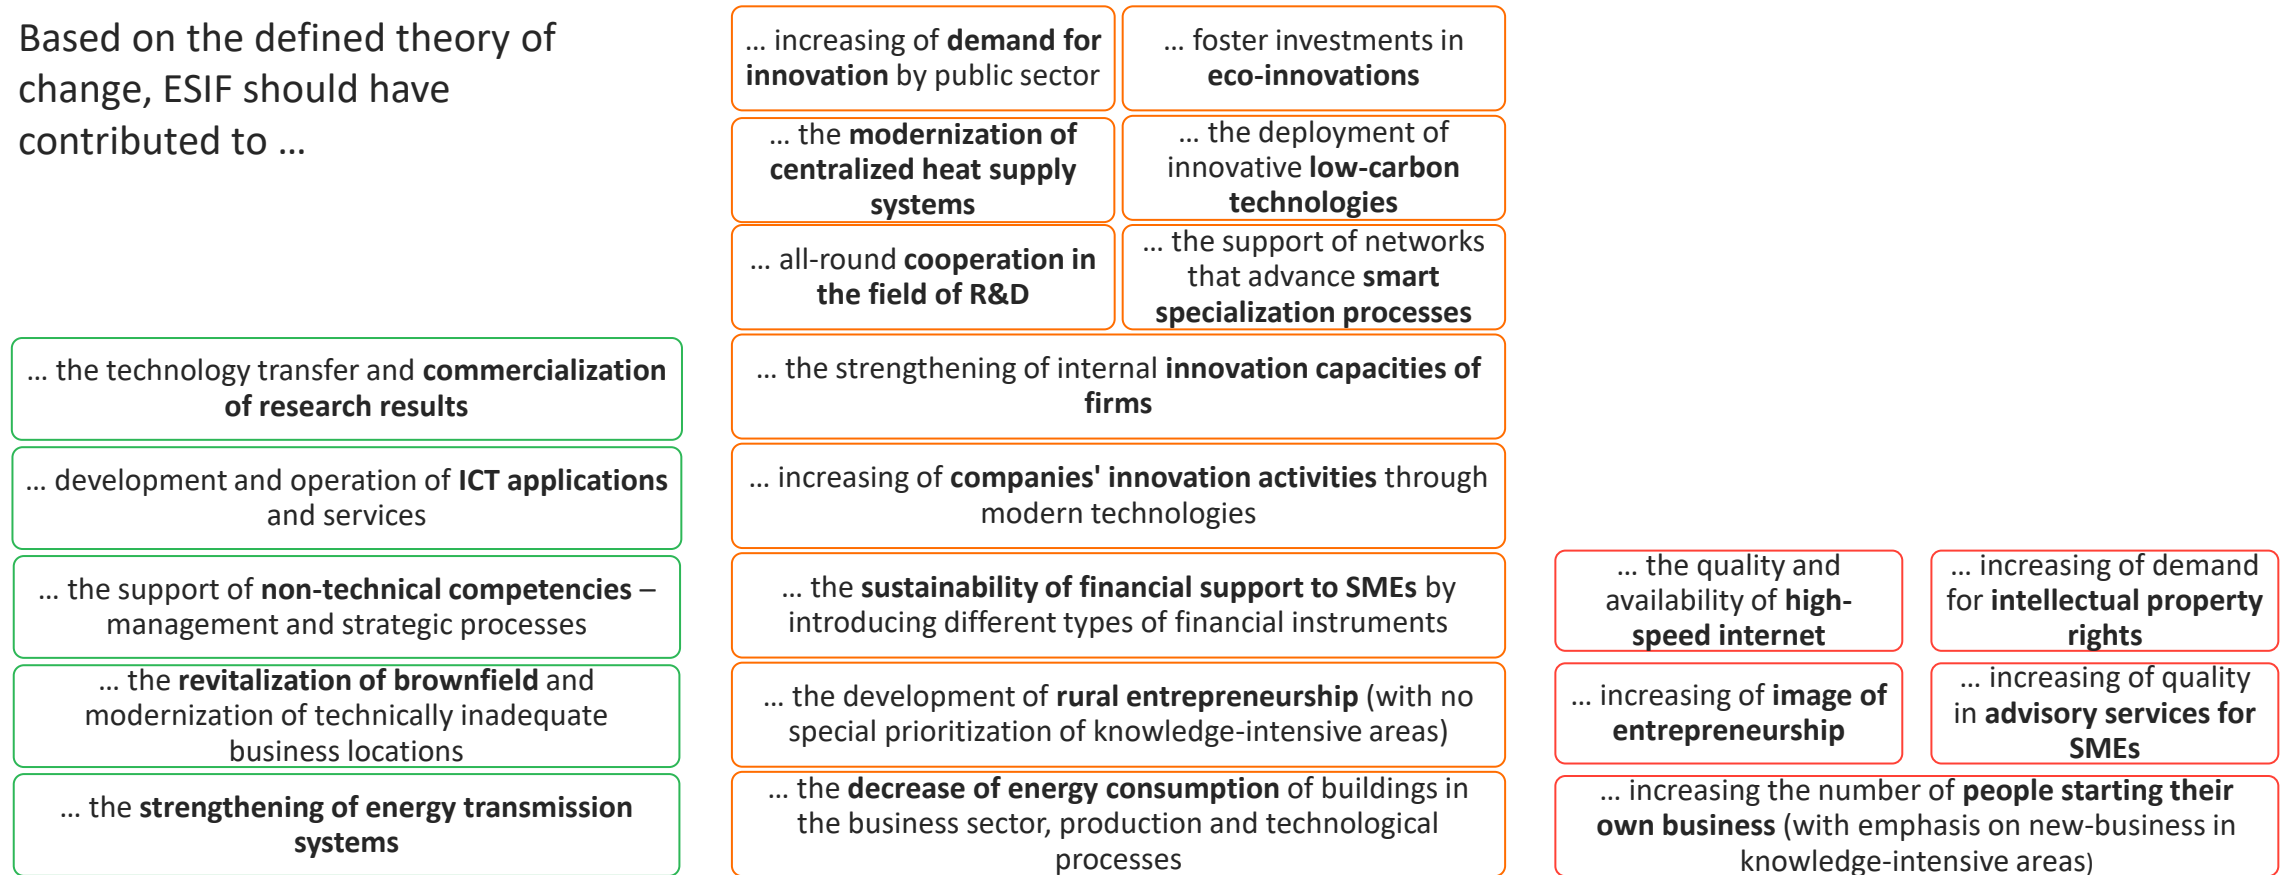 Based on the defined theory of
change, ESIF should have
contributed to …
… the technology transfer and commercialization
of research results
… development and operation of ICT applications
and services
… the support of non-technical competencies –
management and strategic processes
… the revitalization of brownfield and
modernization of technically inadequate
business locations
… the strengthening of energy transmission
systems
… increasing of demand for
innovation by public sector
… foster investments in
eco-innovations
… the modernization of
centralized heat supply
systems
… the deployment of
innovative low-carbon
technologies
… all-round cooperation in
the field of R&D
… the support of networks
that advance smart
specialization processes
… the strengthening of internal innovation capacities of
firms
… increasing of companies' innovation activities through
modern technologies
… the sustainability of financial support to SMEs by
introducing different types of financial instruments
… the development of rural entrepreneurship (with no
special prioritization of knowledge-intensive areas)
… the decrease of energy consumption of buildings in
the business sector, production and technological
processes
… the quality and
availability of high-
speed internet
… increasing of demand
for intellectual property
rights
… increasing of image of
entrepreneurship
… increasing of quality
in advisory services for
SMEs
… increasing the number of people starting their
own business (with emphasis on new-business in
knowledge-intensive areas)